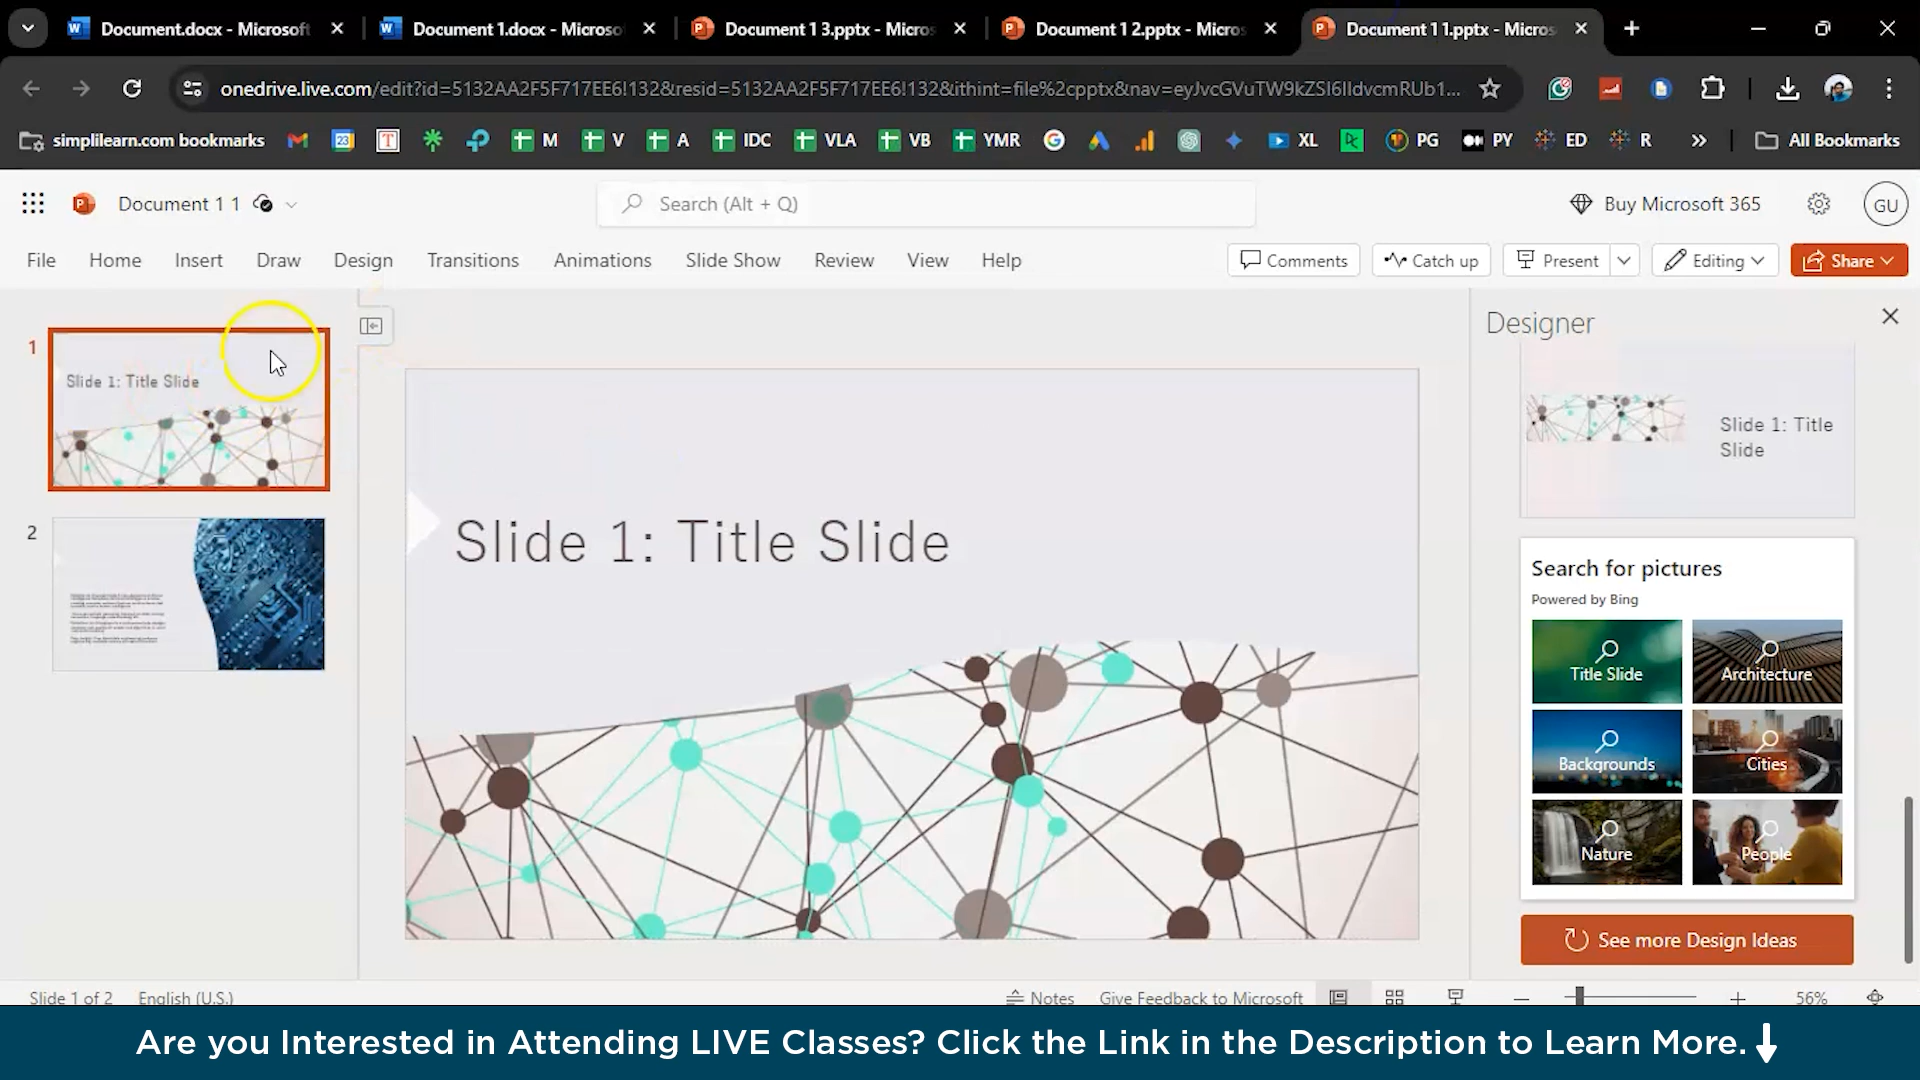 Document.docx - Microsoft
Document 1.docx - Microso
Document 1 3.pptx - Micros
Document 1 2.pptx - Micros
Document 1 1.pptx - Micros
onedrive.live.com/edit?id=5132AA2F5F717EE6!132&resid=5132AA2F5F717EE6!132&ithint=file%2cpptx&nav=eyJvcGVuTW9kZSI6IldvcmRUb1...
simplilearn.com bookmarks
23
T
M
V
A
IDC
VLA
VB
YMR
XL
PG
PY
ED
R
All Bookmarks
Document 1 1
Search (Alt + Q)
Buy Microsoft 365
GU
File
Home
Insert
Draw
Design
Transitions
Animations
Slide Show
Review
View
Help
Comments
Catch up
Present
Editing
Share
1
Slide 1: Title Slide
2
Slide 1: Title Slide
Designer
Slide 1: Title
Slide
Search for pictures
Powered by Bing
Title Slide
Architecture
Backgrounds
Cities
Nature
People
See more Design Ideas
Slide 1 of 2
English (U.S.)
Notes
Give Feedback to Microsoft
56%
Are you Interested in Attending LIVE Classes? Click the Link in the Description to Learn More.